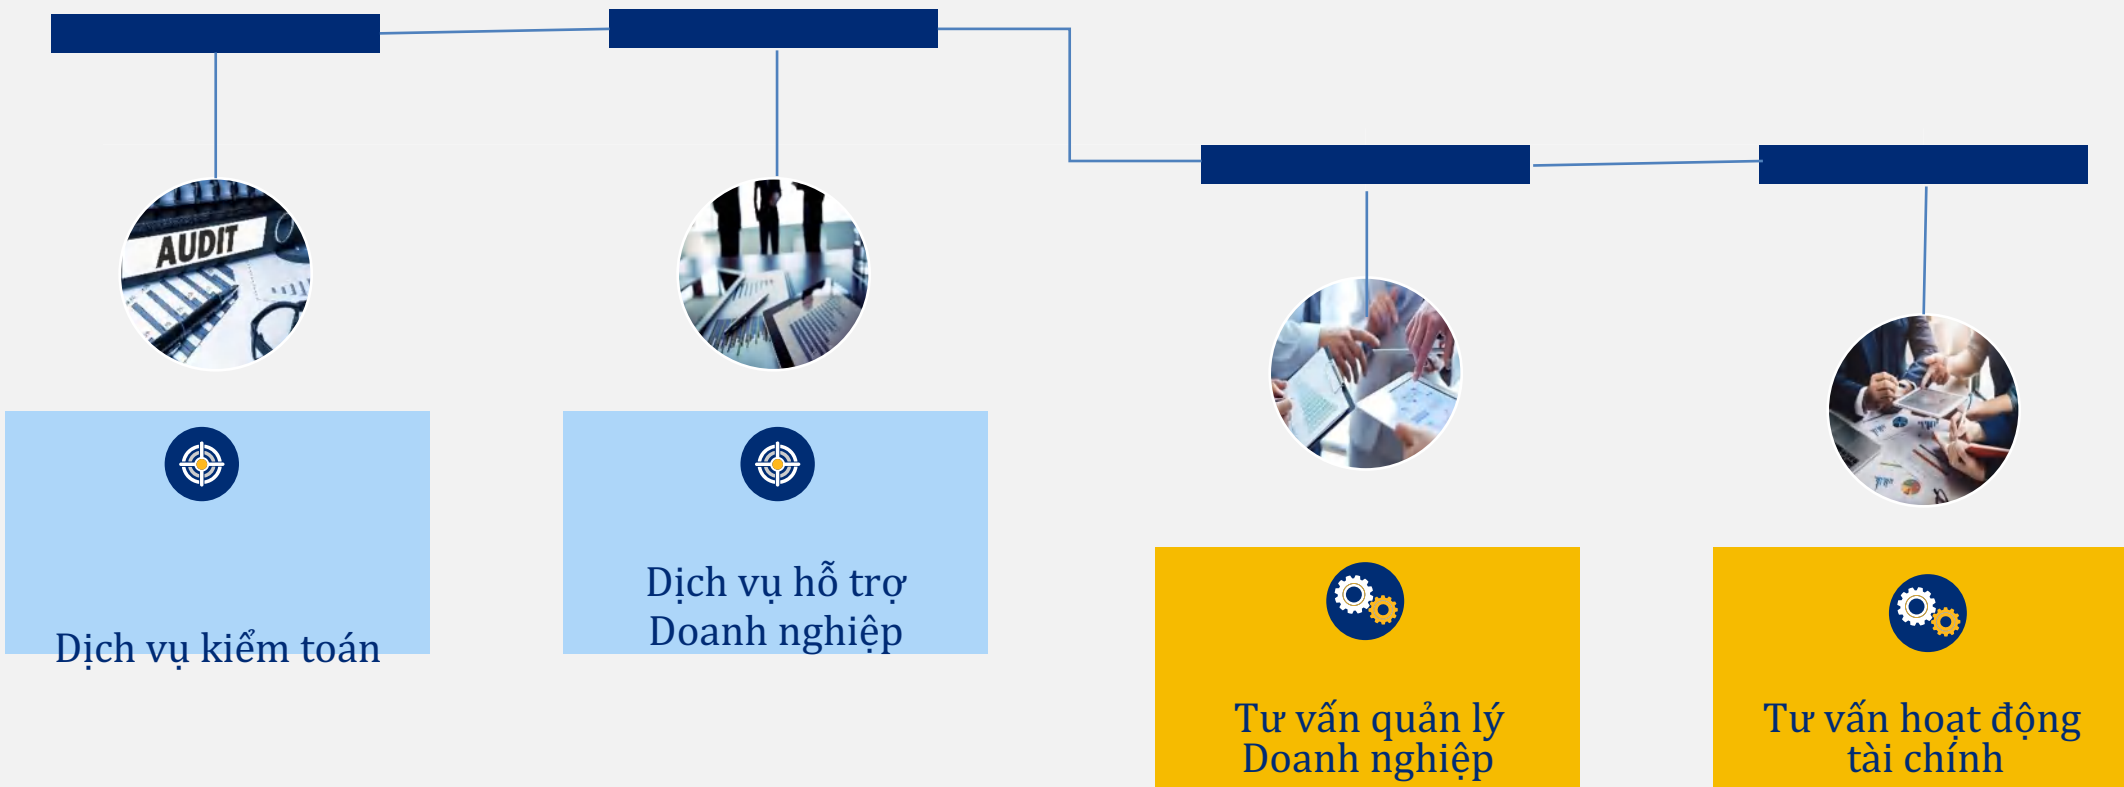 AUDIT
Dịch vụ kiểm toán
Dịch vụ hỗ trợ
Doanh nghiệp
Tư vấn quản lý
Doanh nghiệp
Tư vấn hoạt động
tài chính